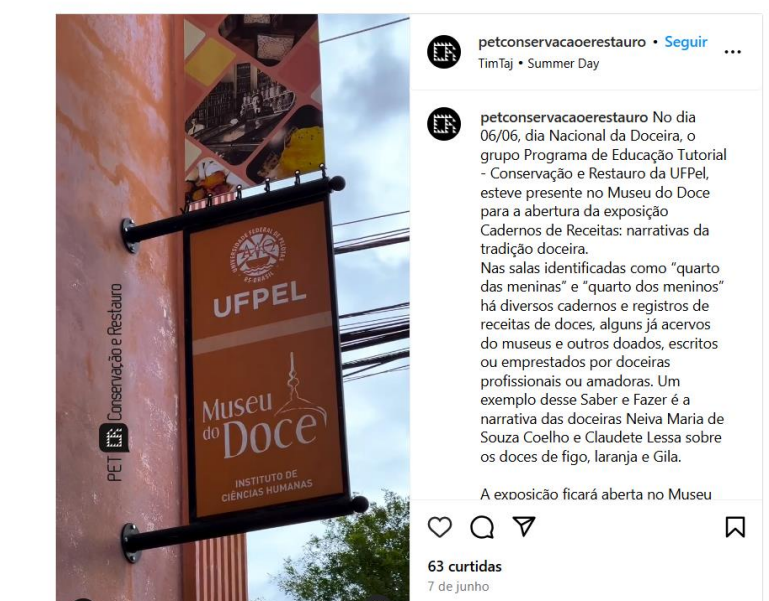 UNIVERSIDADE FEDERAL DE PELOTAS
RS-BRASIL
UFPEL
Museu
do Doce
INSTITUTO DE
CIÊNCIAS HUMANAS
PET Conservação e Restauro
petconservacaoerestauro • Seguir
TimTaj • Summer Day
petconservacaoerestauro No dia
06/06, dia Nacional da Doceira, o
grupo Programa de Educação Tutorial
- Conservação e Restauro da UFPel,
esteve presente no Museu do Doce
para a abertura da exposição
Cadernos de Receitas: narrativas da
tradição doceira.
Nas salas identificadas como “quarto
das meninas” e “quarto dos meninos”
há diversos cadernos e registros de
receitas de doces, alguns já acervos
do museus e outros doados, escritos
ou emprestados por doceiras
profissionais ou amadoras. Um
exemplo desse Saber e Fazer é a
narrativa das doceiras Neiva Maria de
Souza Coelho e Claudete Lessa sobre
os doces de figo, laranja e Gila.
A exposição ficará aberta no Museu
63 curtidas
7 de junho